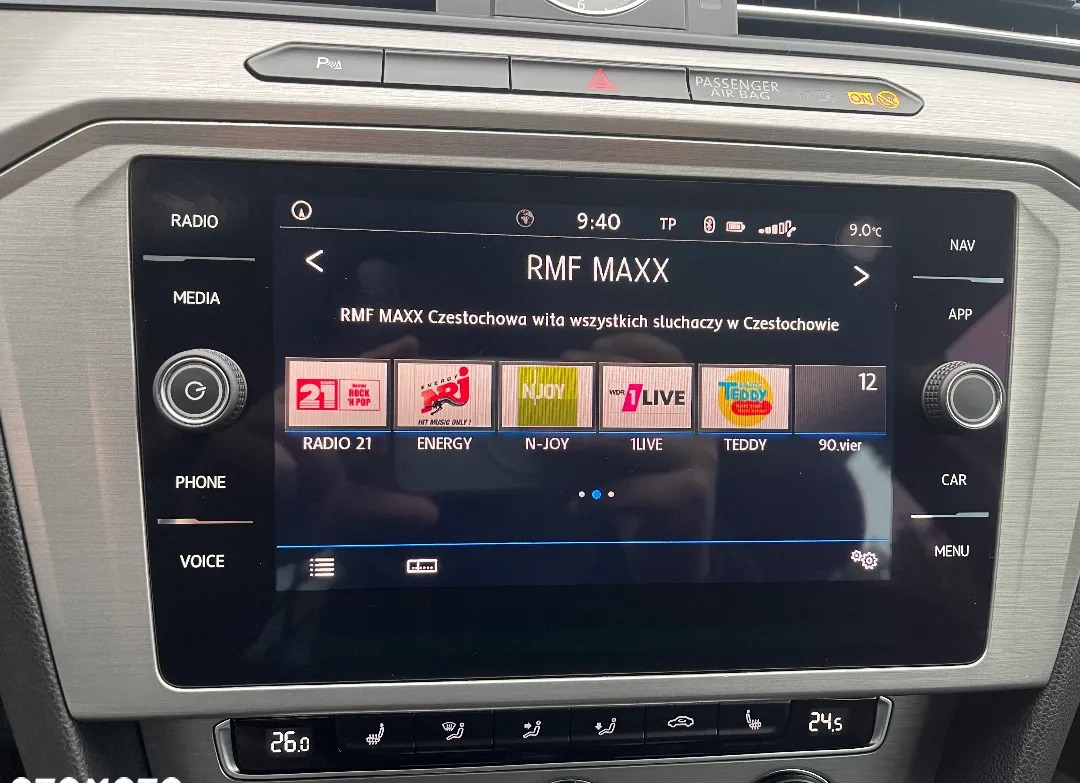 6
P
PASSENGER
AIR BAG
ON
RADIO
MEDIA
PHONE
VOICE
9:40
TP
9.0°C
<
RMF MAXX
>
RMF MAXX Czestochowa wita wszystkich sluchaczy w Czestochowie
21 ROCK 'N POP
ENERGY NRJ HIT MUSIC ONLY!
N-JOY
WDR 1LIVE
TEDDY
12
RADIO 21
ENERGY
N-JOY
1LIVE
TEDDY
90.vier
NAV
APP
CAR
MENU
26.0
24.5